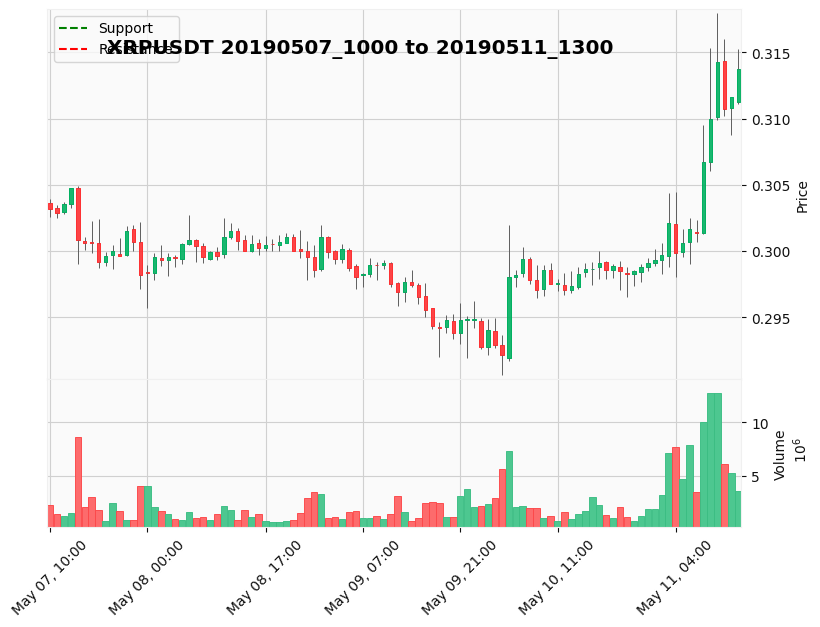 Support
Resistance
XRPUSDT 20190507_1000 to 20190511_1300
0.315
0.310
0.305
0.300
0.295
Price
10
5
Volume
10^6
May 07, 10:00
May 08, 00:00
May 08, 17:00
May 09, 07:00
May 09, 21:00
May 10, 11:00
May 11, 04:00